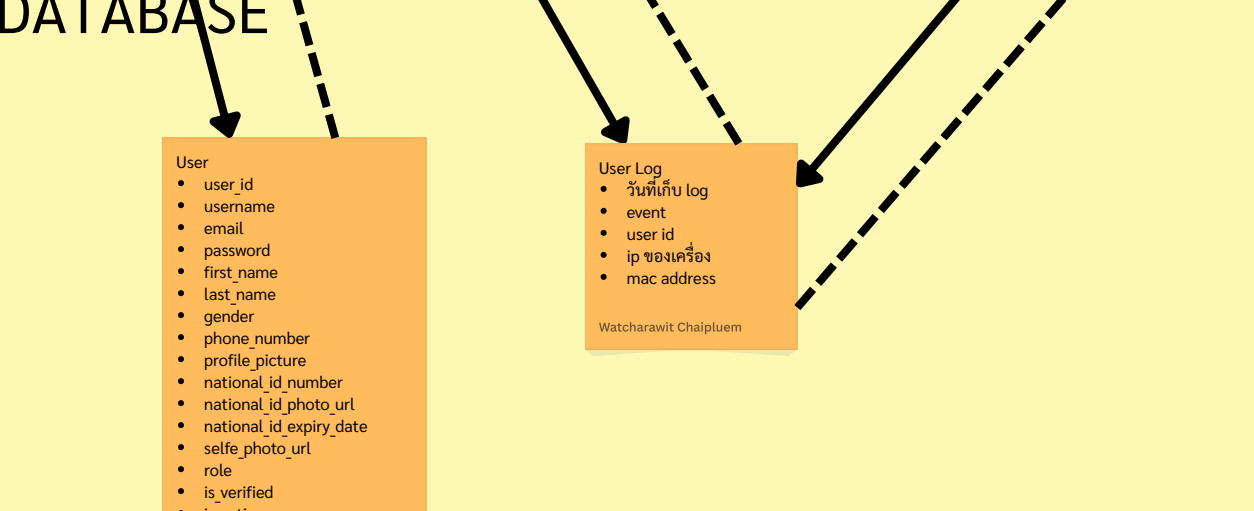 DATABASE
User
user_id
username
email
password
first_name
last_name
gender
phone_number
profile_picture
national_id_number
national_id_photo_url
national_id_expiry_date
selfe_photo_url
role
is_verified
User Log
วันที่เก็บ log
event
user id
ip ของเครื่อง
mac address
Watcharawit Chaipluem